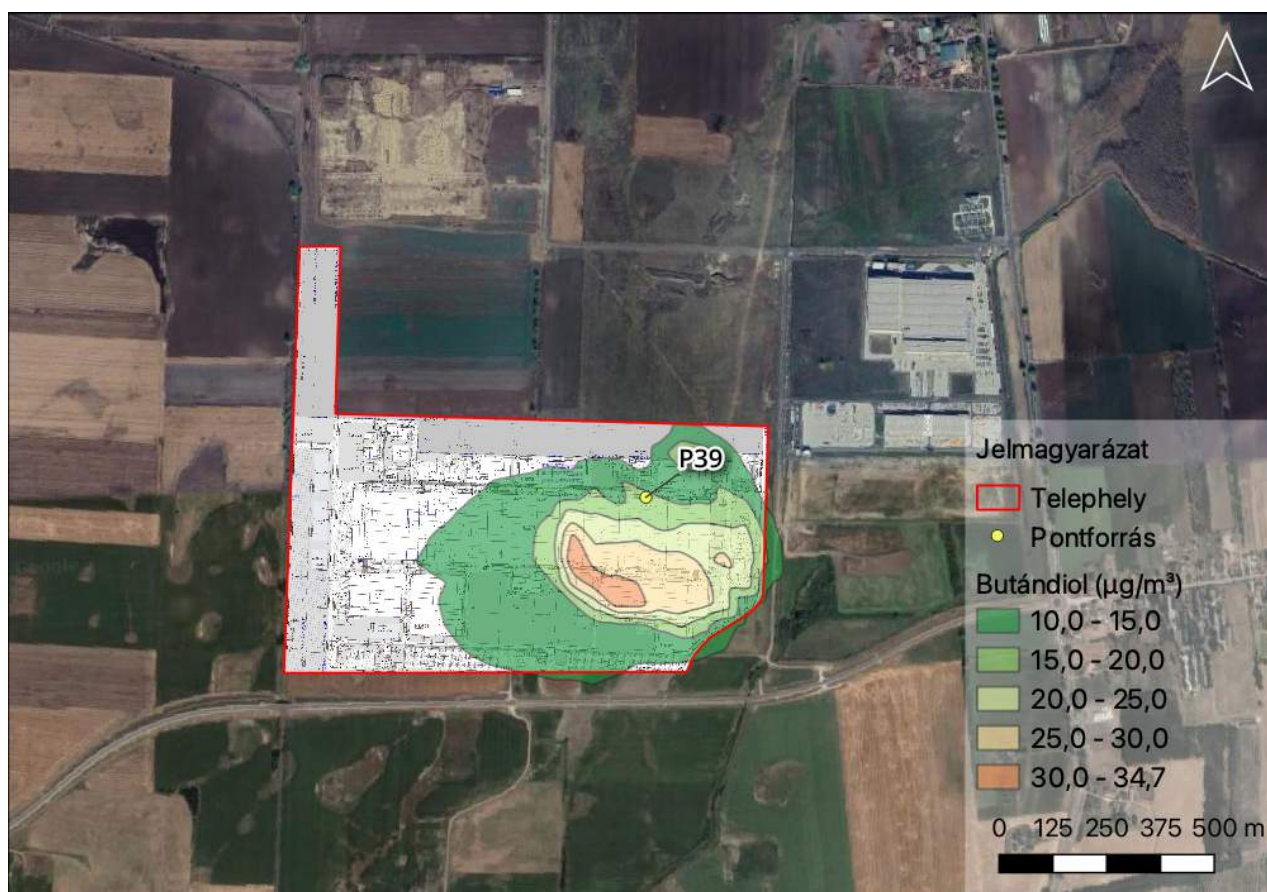 P39
Jelmagyarázat
Telephely
Pontforrás
Butándiol (µg/m³)
10,0 - 15,0
15,0 - 20,0
20,0 - 25,0
25,0 - 30,0
30,0 - 34,7
0 125 250 375 500 m